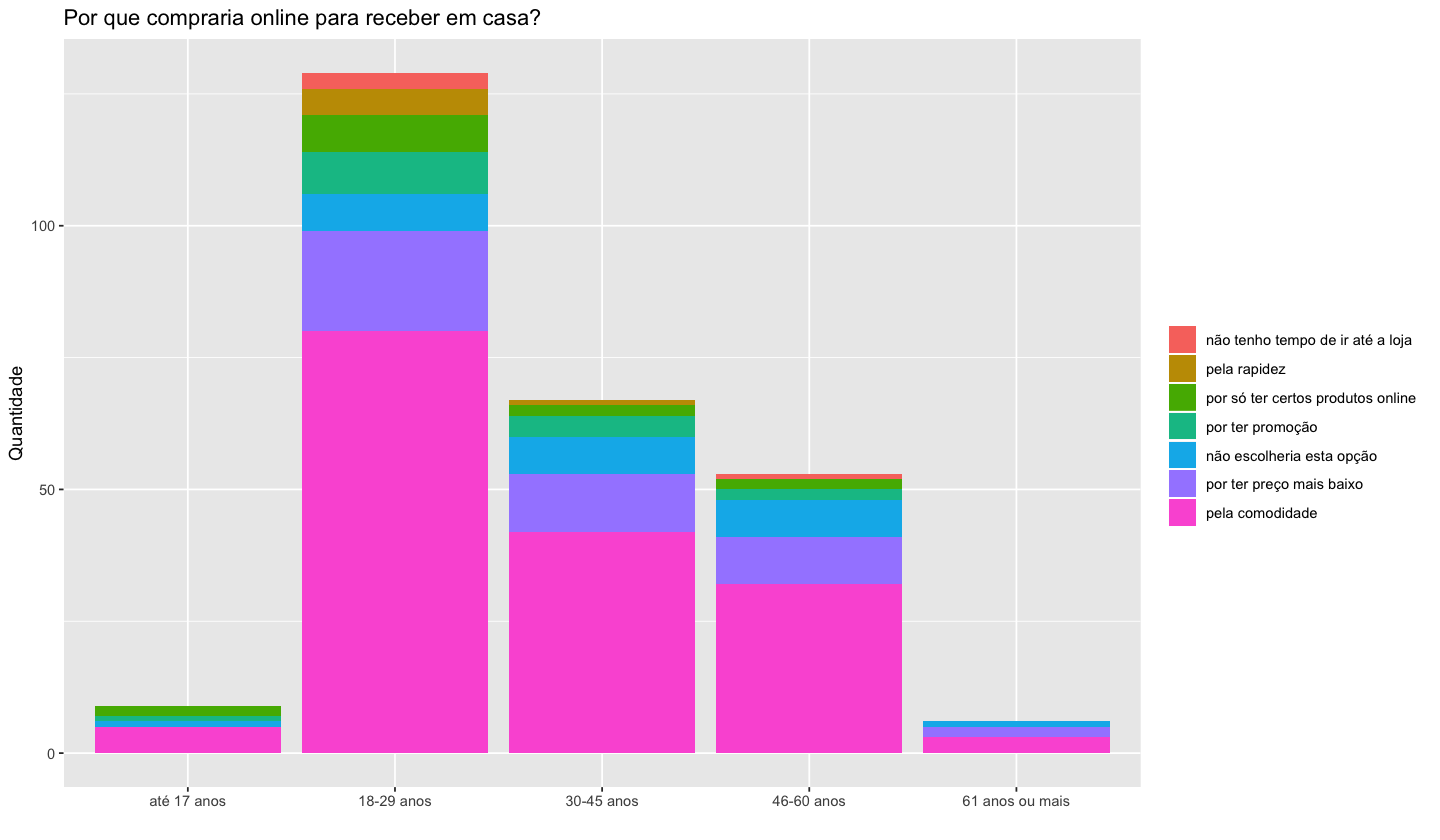 Por que compraria online para receber em casa?
Quantidade
100
50
0
até 17 anos
18-29 anos
30-45 anos
46-60 anos
61 anos ou mais
não tenho tempo de ir até a loja
pela rapidez
por só ter certos produtos online
por ter promoção
não escolheria esta opção
por ter preço mais baixo
pela comodidade